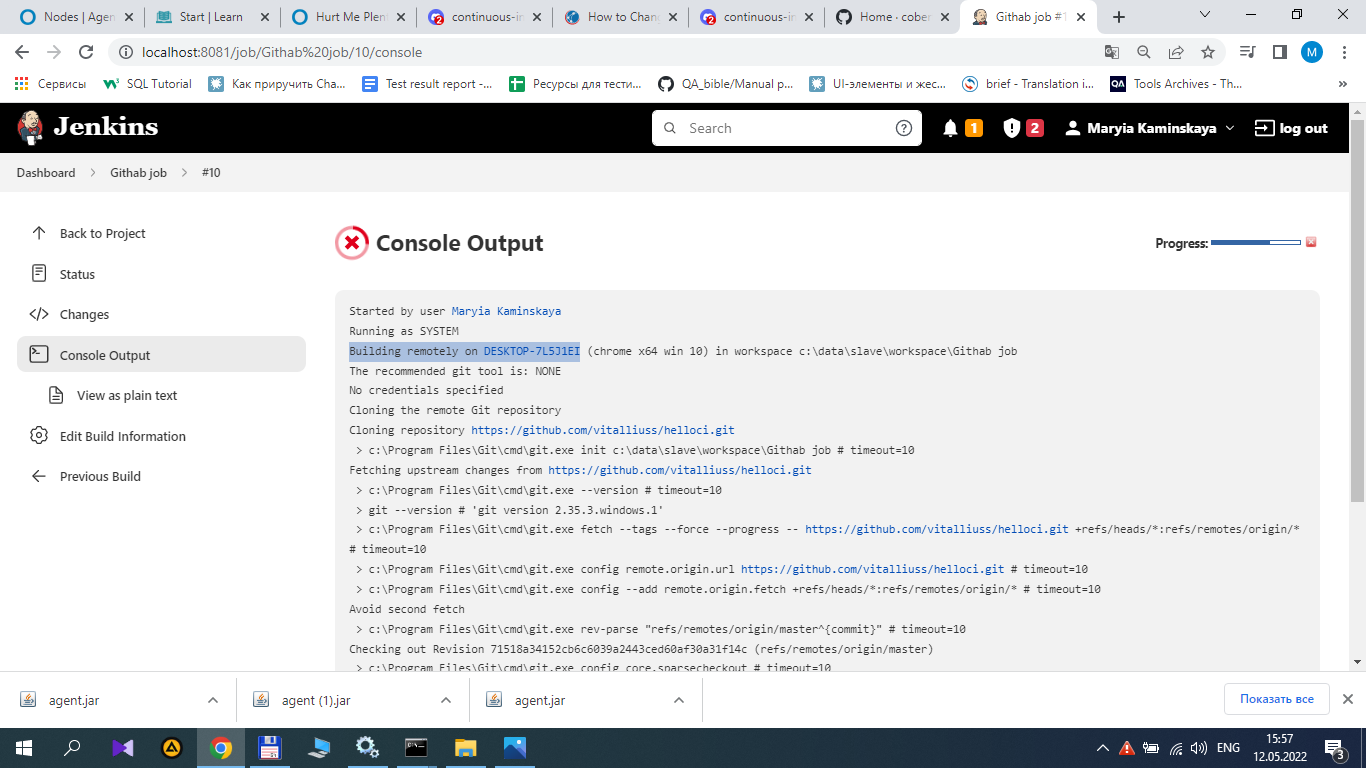 Nodes [Agen
Start | Learn
Hurt Me Plen
continuous-in
How to Chang
continuous-in
Home · cober
Githab job #1
localhost:8081/job/Githab%20job/10/console
M
Сервисы
SQL Tutorial
Как приручить Cha...
Test result report -...
Ресурсы для тести...
QA_bible/Manual p...
UI-элементы и жес...
brief - Translation i...
QA
Tools Archives - Th...
»
Jenkins
Search
1
2
Maryia Kaminskaya
log out
Dashboard
Githab job
#10
Back to Project
Status
Changes
Console Output
View as plain text
Edit Build Information
Previous Build
Console Output
Progress:
Started by user Maryia Kaminskaya
Running as SYSTEM
Building remotely on DESKTOP-7L5J1EI (chrome x64 win 10) in workspace c:\data\slave\workspace\Githab job
The recommended git tool is: NONE
No credentials specified
Cloning the remote Git repository
Cloning repository https://github.com/vitalliuss/helloci.git
> c:\Program Files\Git\cmd\git.exe init c:\data\slave\workspace\Githab job # timeout=10
Fetching upstream changes from https://github.com/vitalliuss/helloci.git
> c:\Program Files\Git\cmd\git.exe --version # timeout=10
> git --version # 'git version 2.35.3.windows.1'
> c:\Program Files\Git\cmd\git.exe fetch --tags --force --progress -- https://github.com/vitalliuss/helloci.git +refs/heads/*:refs/remotes/origin/*
# timeout=10
> c:\Program Files\Git\cmd\git.exe config remote.origin.url https://github.com/vitalliuss/helloci.git # timeout=10
> c:\Program Files\Git\cmd\git.exe config --add remote.origin.fetch +refs/heads/*:refs/remotes/origin/* # timeout=10
Avoid second fetch
> c:\Program Files\Git\cmd\git.exe rev-parse "refs/remotes/origin/master^{commit}" # timeout=10
Checking out Revision 71518a34152cb6c6039a2443ced60af30a31f14c (refs/remotes/origin/master)
> c:\Program Files\Git\cmd\git.exe config core.sparsecheckout # timeout=10
agent.jar
agent (1).jar
agent.jar
Показать все
ENG
15:57
12.05.2022
3